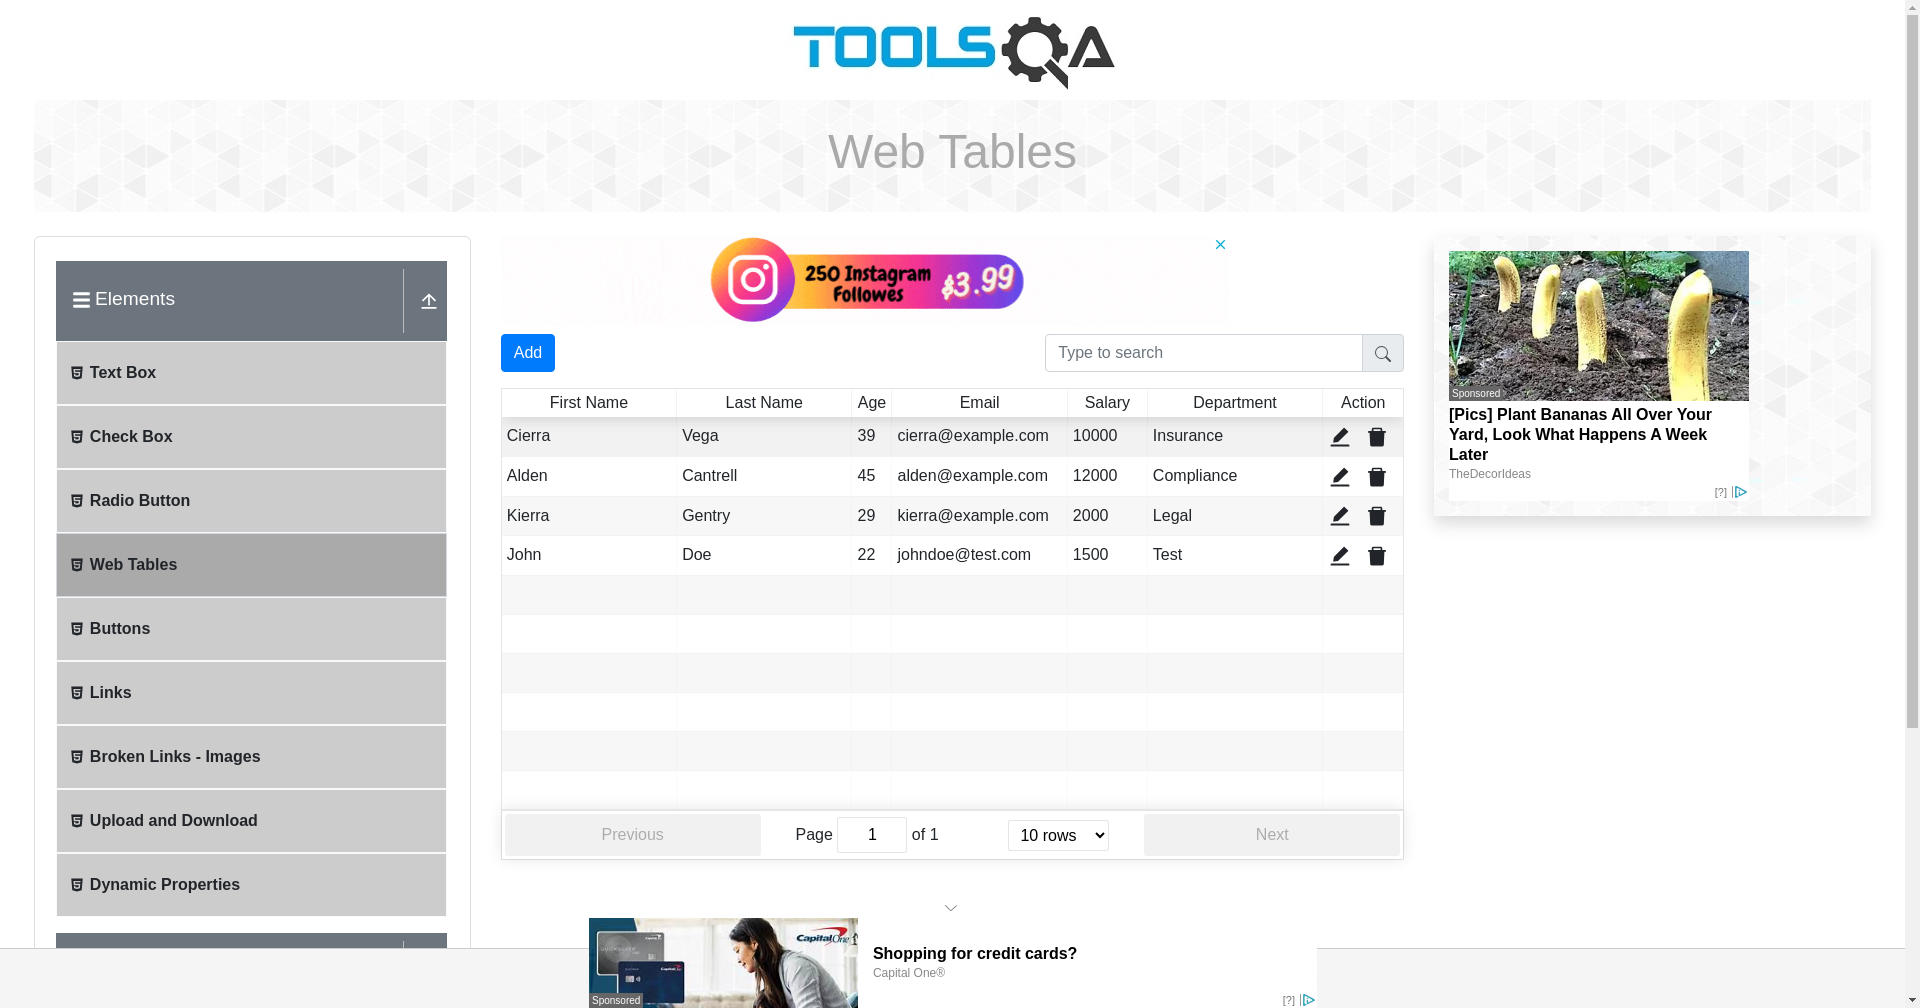 TOOLSQA
Web Tables
Elements
Text Box
Check Box
Radio Button
Web Tables
Buttons
Links
Broken Links - Images
Upload and Download
Dynamic Properties
250 Instagram
Followes
$3.99
Add
Type to search
First Name Last Name Age Email Salary Department Action
Cierra Vega 39 cierra@example.com 10000 Insurance
Alden Cantrell 45 alden@example.com 12000 Compliance
Kierra Gentry 29 kierra@example.com 2000 Legal
John Doe 22 johndoe@test.com 1500 Test
Previous Page 1 of 1 10 rows Next
Sponsored
[Pics] Plant Bananas All Over Your
Yard, Look What Happens A Week
Later
TheDecorIdeas
[?]
CapitalOne
Sponsored
Shopping for credit cards?
Capital One®
[?]